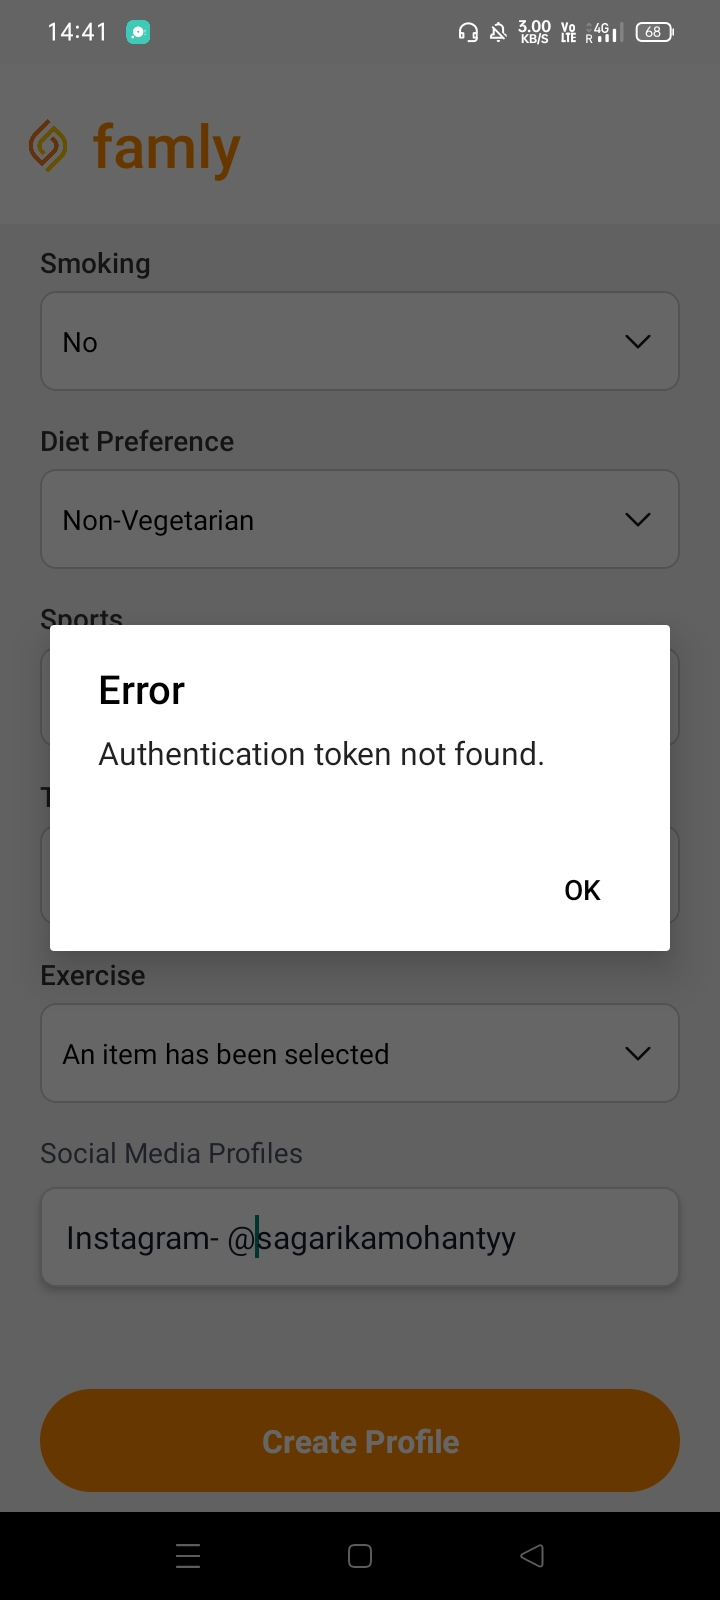 14:41
3.00 KB/S Vo LTE R 4G 68
famly
Smoking
No
Diet Preference
Non-Vegetarian
Sports
Error
Authentication token not found.
OK
Exercise
An item has been selected
Social Media Profiles
Instagram- @sagarikamohantyy
Create Profile